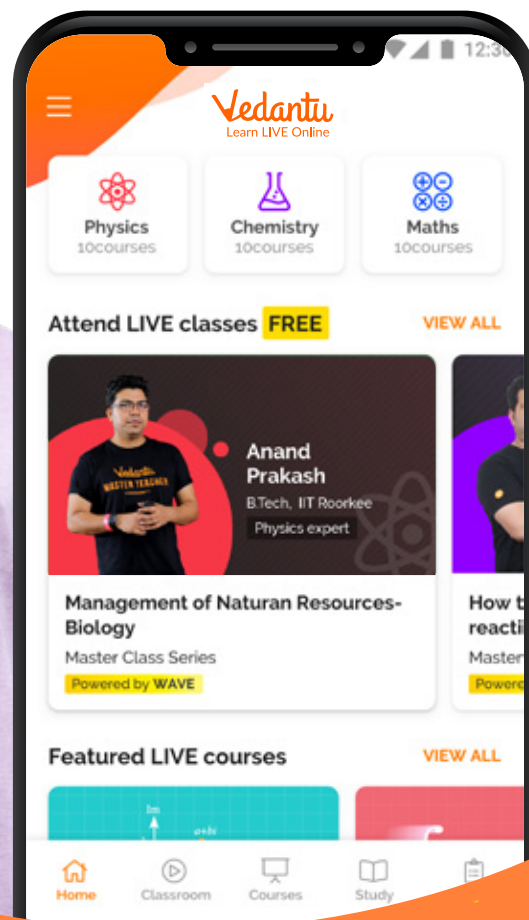 12:30
Vedantu
Learn LIVE Online
Physics
10courses
Chemistry
10courses
Maths
10courses
Attend LIVE classes FREE
VIEW ALL
Vedantu
MASTER TEACHER
Anand
Prakash
B.Tech, IIT Roorkee
Physics expert
Management of Naturan Resources-
Biology
Master Class Series
Powered by WAVE
How t
reacti
Master
Powere
Featured LIVE courses
VIEW ALL
Im
a+bi
Home
Classroom
Courses
Study